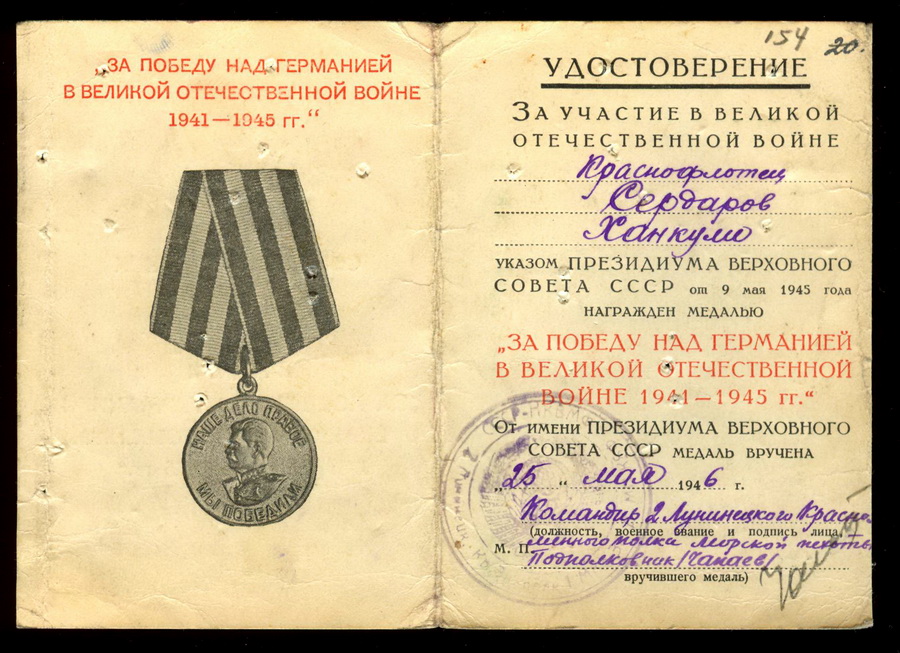 „ЗА ПОБЕДУ НАД ГЕРМАНИЕЙ
В ВЕЛИКОЙ ОТЕЧЕСТВЕННОЙ ВОЙНЕ
1941—1945 гг.“
НАШЕ ДЕЛО ПРАВОЕ
МЫ ПОБЕДИЛИ
154 20.
УДОСТОВЕРЕНИЕ
ЗА УЧАСТИЕ В ВЕЛИКОЙ
ОТЕЧЕСТВЕННОЙ ВОЙНЕ
Краснофлотец
Сердаров
Ханкумо
УКАЗОМ ПРЕЗИДИУМА ВЕРХОВНОГО
СОВЕТА СССР от 9 мая 1945 года
НАГРАЖДЕН МЕДАЛЬЮ
„ЗА ПОБЕДУ НАД ГЕРМАНИЕЙ
В ВЕЛИКОЙ ОТЕЧЕСТВЕННОЙ
ВОЙНЕ 1941—1945 гг.“
От имени ПРЕЗИДИУМА ВЕРХОВНОГО
СОВЕТА СССР МЕДАЛЬ ВРУЧЕНА
„25“ мая 1946 г.
Командир 2 Лунинецкого Красно-
(должность, военное звание и подпись лица,
менного полка морской пехоты
М. П.
Подполковник /Чапаев/
вручившего медаль)